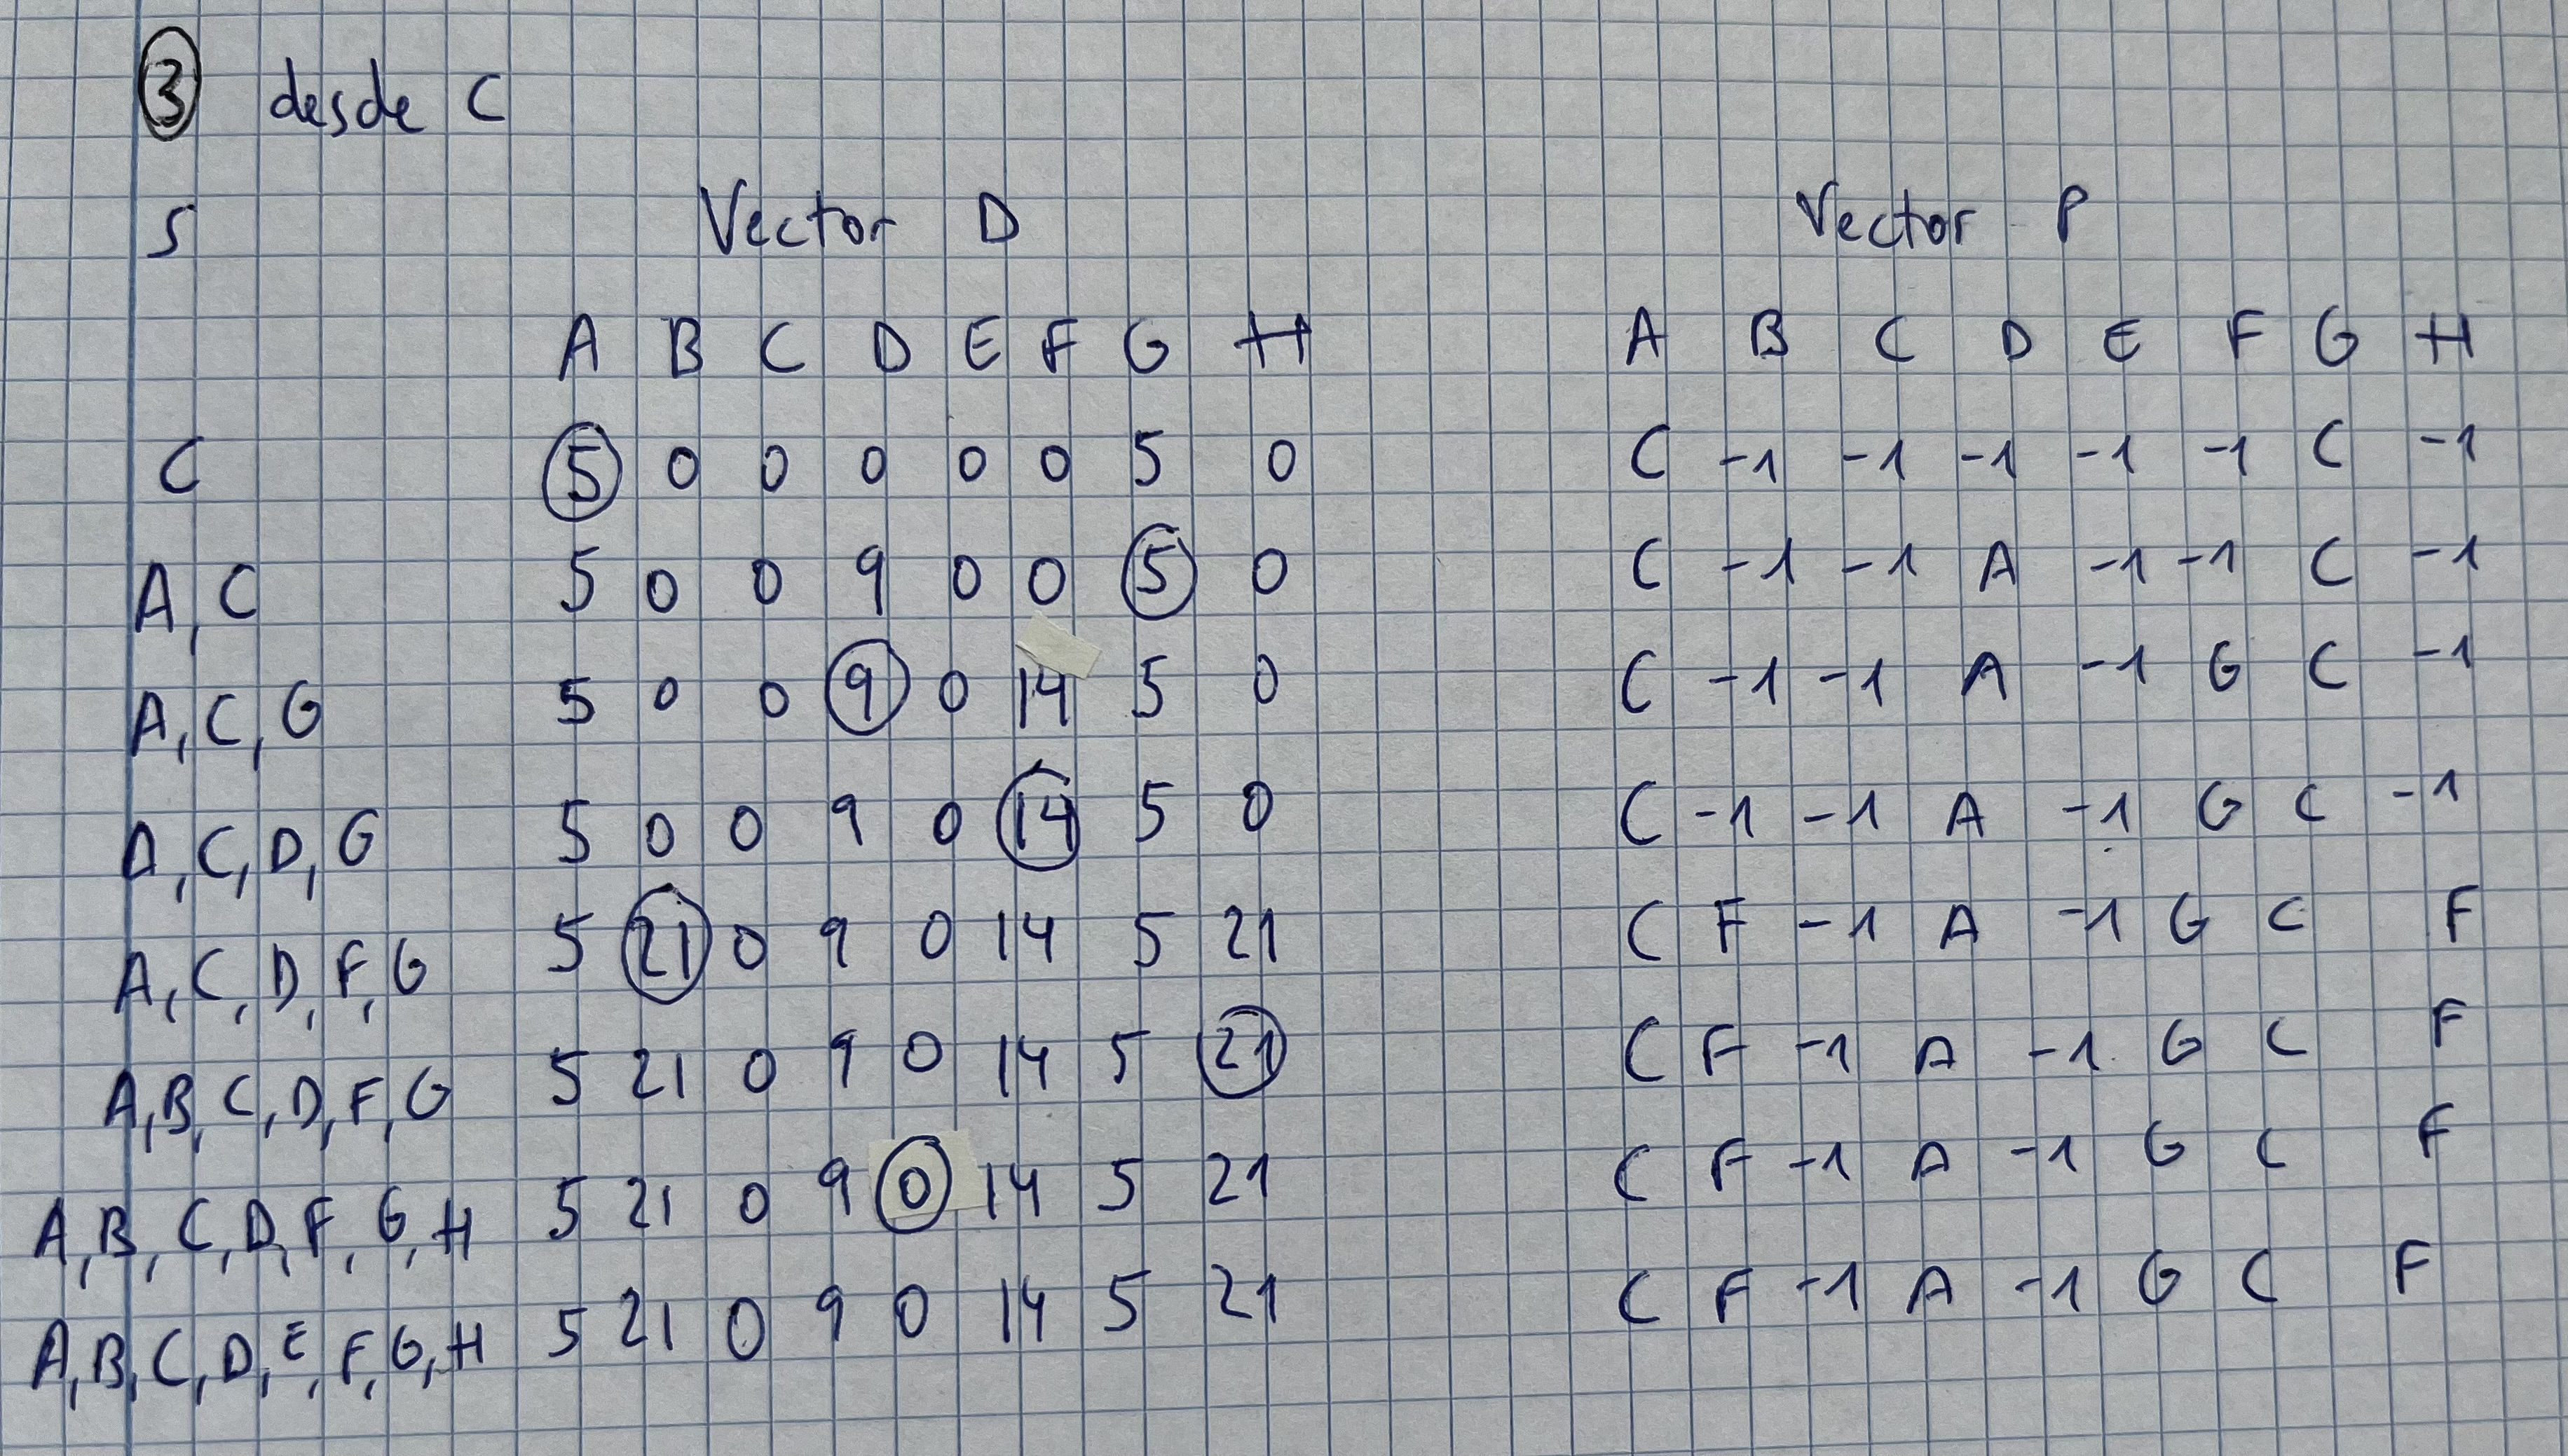 3 desde C
S Vector D Vector P
A B C D E F G H A B C D E F G H
C 5 0 0 0 0 0 5 0 C -1 -1 -1 -1 -1 C -1
A, C 5 0 0 9 0 0 5 0 C -1 -1 A -1 -1 C -1
A, C, G 5 0 0 9 0 14 5 0 C -1 -1 A -1 G C -1
A, C, D, G 5 0 0 9 0 14 5 0 C -1 -1 A -1 G C -1
A, C, D, F, G 5 21 0 9 0 14 5 21 C F -1 A -1 G C F
A, B, C, D, F, G 5 21 0 9 0 14 5 21 C F -1 A -1 G C F
A, B, C, D, F, G, H 5 21 0 9 0 14 5 21 C F -1 A -1 G C F
A, B, C, D, E, F, G, H 5 21 0 9 0 14 5 21 C F -1 A -1 G C F